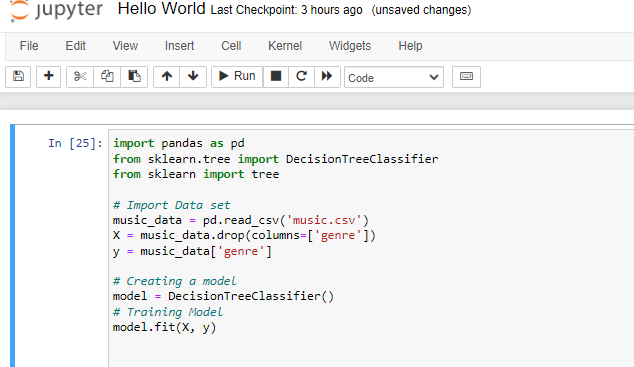 jupyter Hello World Last Checkpoint: 3 hours ago (unsaved changes)
File Edit View Insert Cell Kernel Widgets Help
Run Code
In [25]: import pandas as pd
from sklearn.tree import DecisionTreeClassifier
from sklearn import tree
# Import Data set
music_data = pd.read_csv('music.csv')
X = music_data.drop(columns=['genre'])
y = music_data['genre']
# Creating a model
model = DecisionTreeClassifier()
# Training Model
model.fit(X, y)